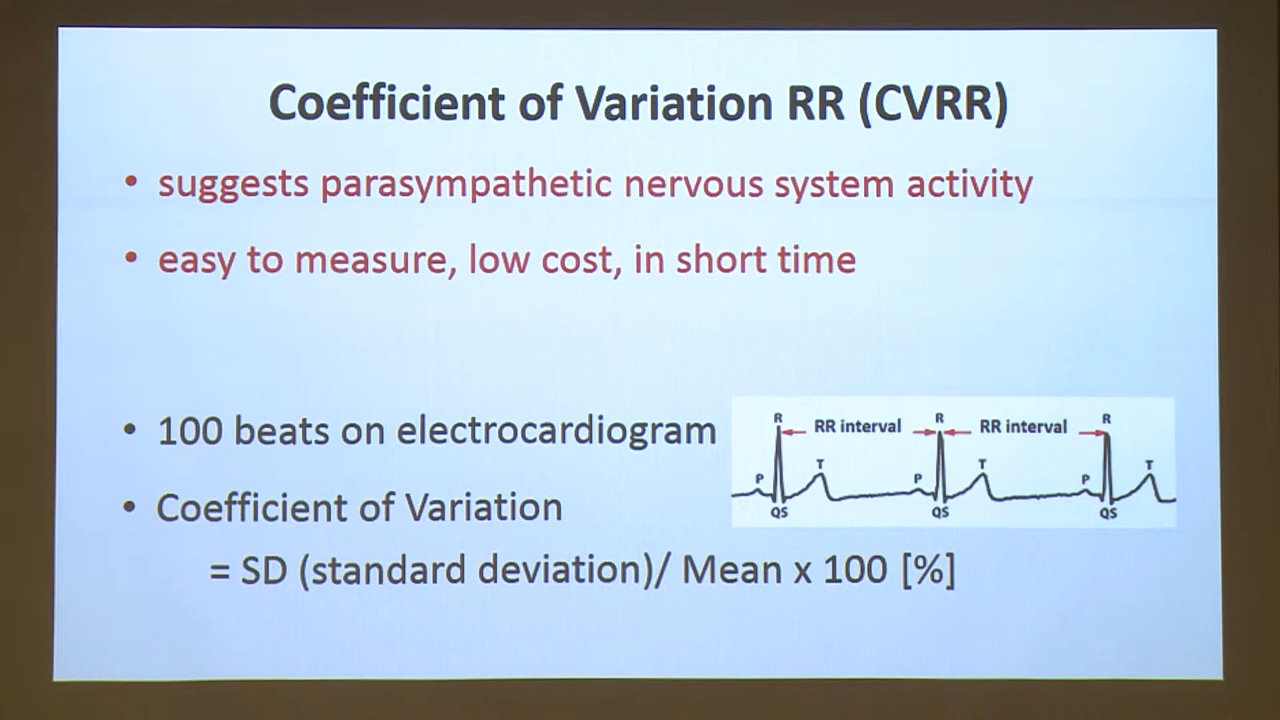 Coefficient of Variation RR (CVRR)
• suggests parasympathetic nervous system activity
• easy to measure, low cost, in short time
• 100 beats on electrocardiogram
R RR interval R RR interval R
P T P T P T
QS QS QS
• Coefficient of Variation
= SD (standard deviation)/ Mean x 100 [%]